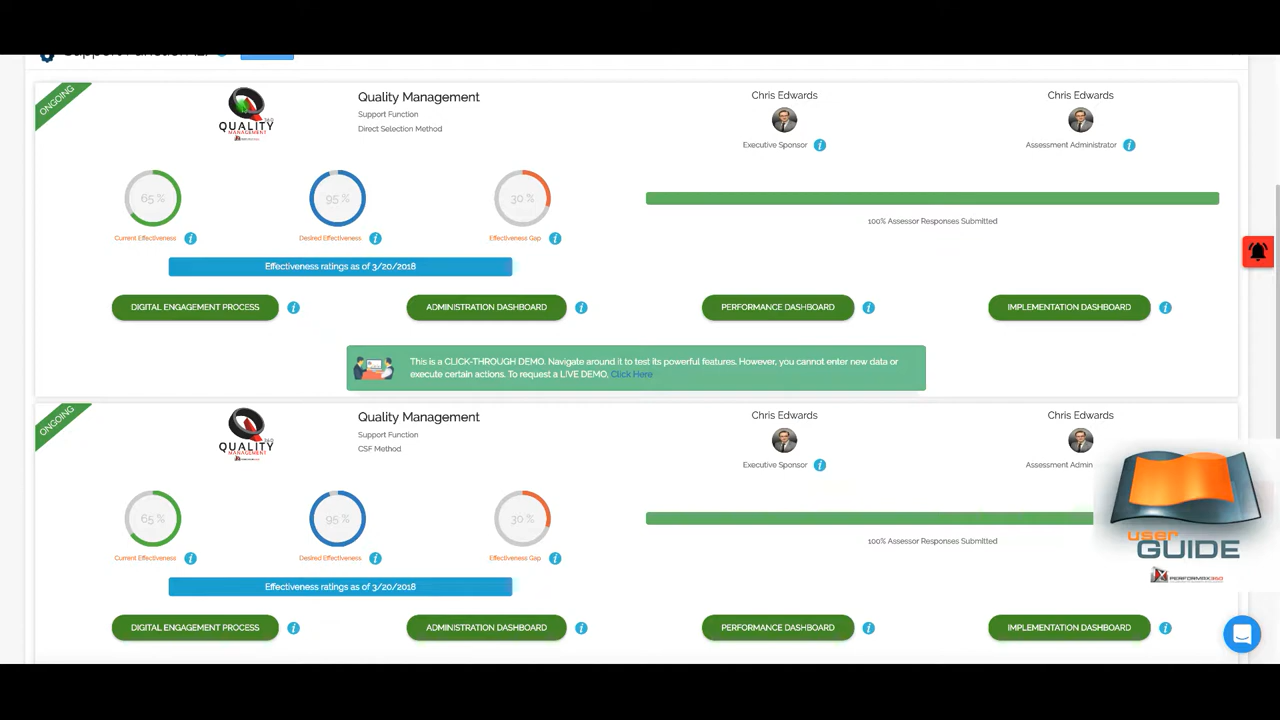 ONGOING
QUALITY
MANAGEMENT
Quality Management
Support Function
Direct Selection Method
Chris Edwards
Executive Sponsor
Chris Edwards
Assessment Administrator
65 %
95 %
30 %
Current Effectiveness
Desired Effectiveness
Effectiveness Gap
100% Assessor Responses Submitted
Effectiveness ratings as of 3/20/2018
DIGITAL ENGAGEMENT PROCESS
ADMINISTRATION DASHBOARD
PERFORMANCE DASHBOARD
IMPLEMENTATION DASHBOARD
This is a CLICK-THROUGH DEMO. Navigate around it to test its powerful features. However, you cannot enter new data or
execute certain actions. To request a LIVE DEMO, Click Here
ONGOING
QUALITY
MANAGEMENT
Quality Management
Support Function
CSF Method
Chris Edwards
Executive Sponsor
Chris Edwards
Assessment Admin
65 %
95 %
30 %
Current Effectiveness
Desired Effectiveness
Effectiveness Gap
100% Assessor Responses Submitted
Effectiveness ratings as of 3/20/2018
user
GUIDE
PERFORMAX360
DIGITAL ENGAGEMENT PROCESS
ADMINISTRATION DASHBOARD
PERFORMANCE DASHBOARD
IMPLEMENTATION DASHBOARD